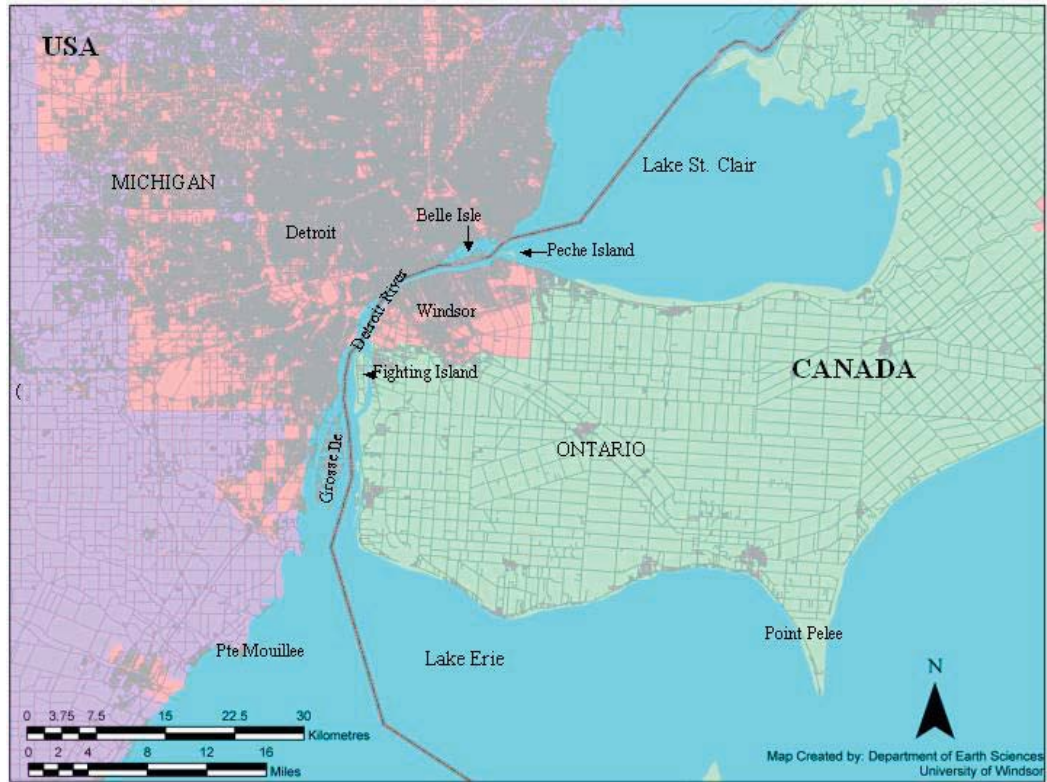 USA
Lake St. Clair
MICHIGAN
Belle Isle
Detroit
Peche Island
Detroit River
Windsor
CANADA
Fighting Island
(
ONTARIO
Grosse Ile
Point Pelee
Pte Mouillee
Lake Erie
N
0 3.75 7.5 15 22.5 30
Kilometres
0 2 4 8 12 16
Miles
Map Created by: Department of Earth Sciences
University of Windsor